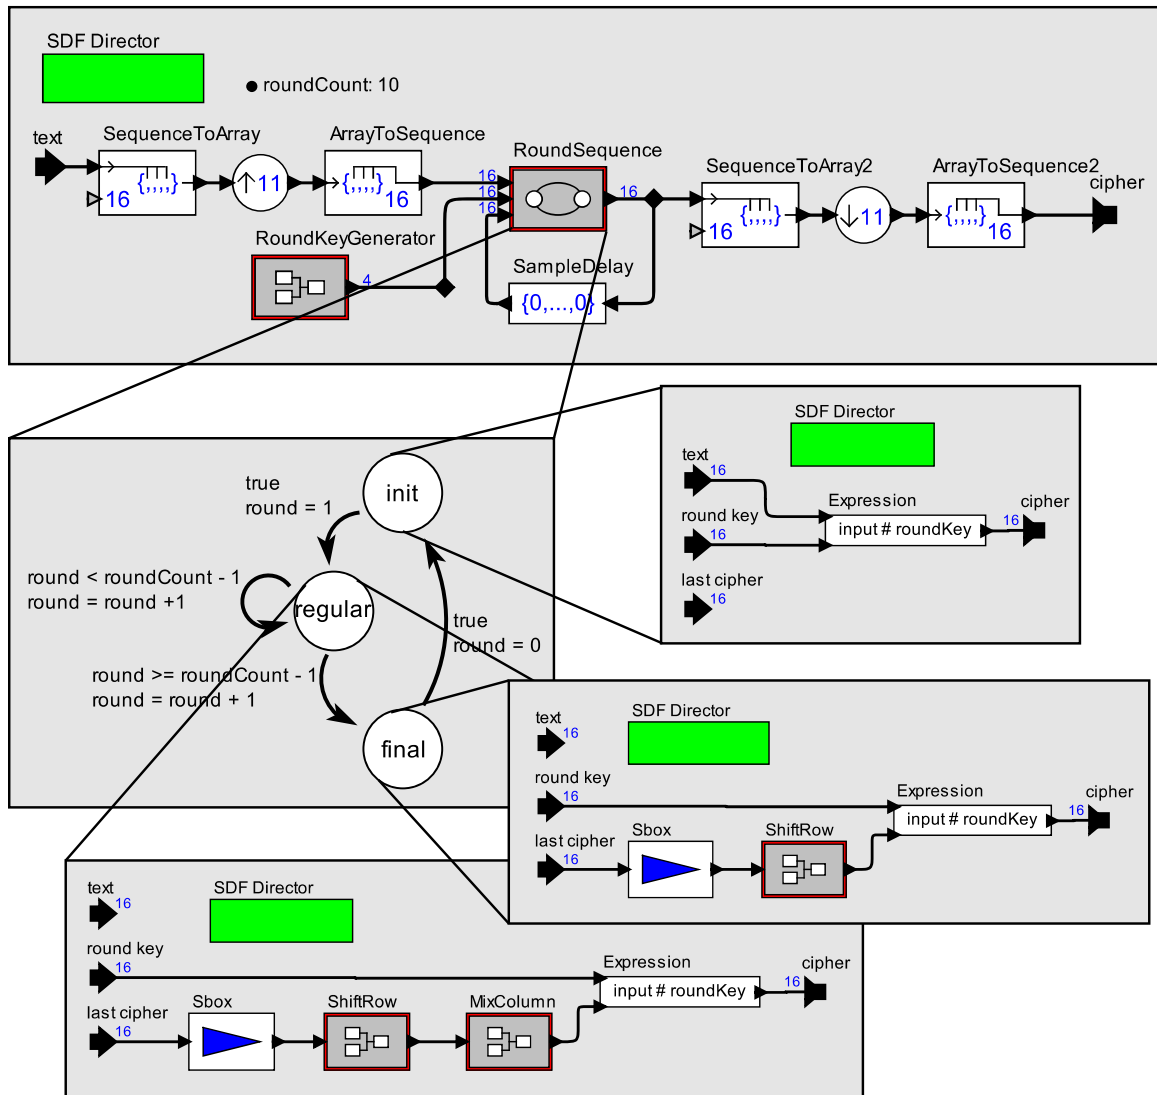 SDF Director
roundCount: 10
text
SequenceToArray
ArrayToSequence
RoundSequence
SequenceToArray2
ArrayToSequence2
cipher
{,,,,}
16
11
{,,,,}
16
16
16
16
16
{,,,,}
16
11
{,,,,}
16
RoundKeyGenerator
4
SampleDelay
{0,...,0}
init
true
round = 1
round < roundCount - 1
round = round +1
regular
true
round = 0
round >= roundCount - 1
round = round + 1
final
SDF Director
text
16
Expression
input # roundKey
round key
16
16
cipher
last cipher
16
SDF Director
text
16
round key
16
Expression
input # roundKey
16
cipher
last cipher
16
Sbox
ShiftRow
SDF Director
text
16
round key
16
Expression
input # roundKey
16
cipher
last cipher
16
Sbox
ShiftRow
MixColumn